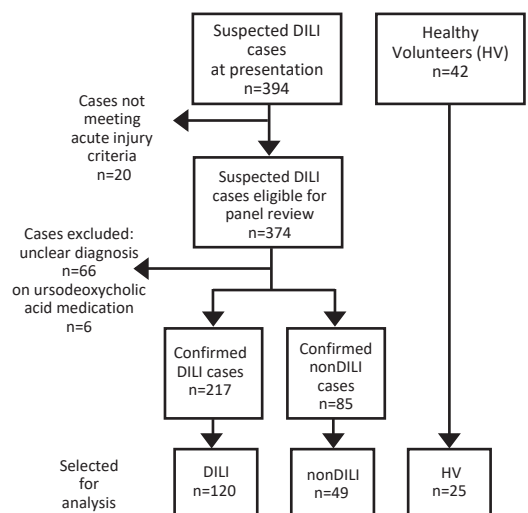 Suspected DILI
cases
at presentation
n=394
Healthy
Volunteers (HV)
n=42
Cases not
meeting
acute injury
criteria
n=20
Suspected DILI
cases eligible for
panel review
n=374
Cases excluded:
unclear diagnosis
n=66
on ursodeoxycholic
acid medication
n=6
Confirmed
DILI cases
n=217
Confirmed
nonDILI
cases
n=85
Selected
for
analysis
DILI
n=120
nonDILI
n=49
HV
n=25